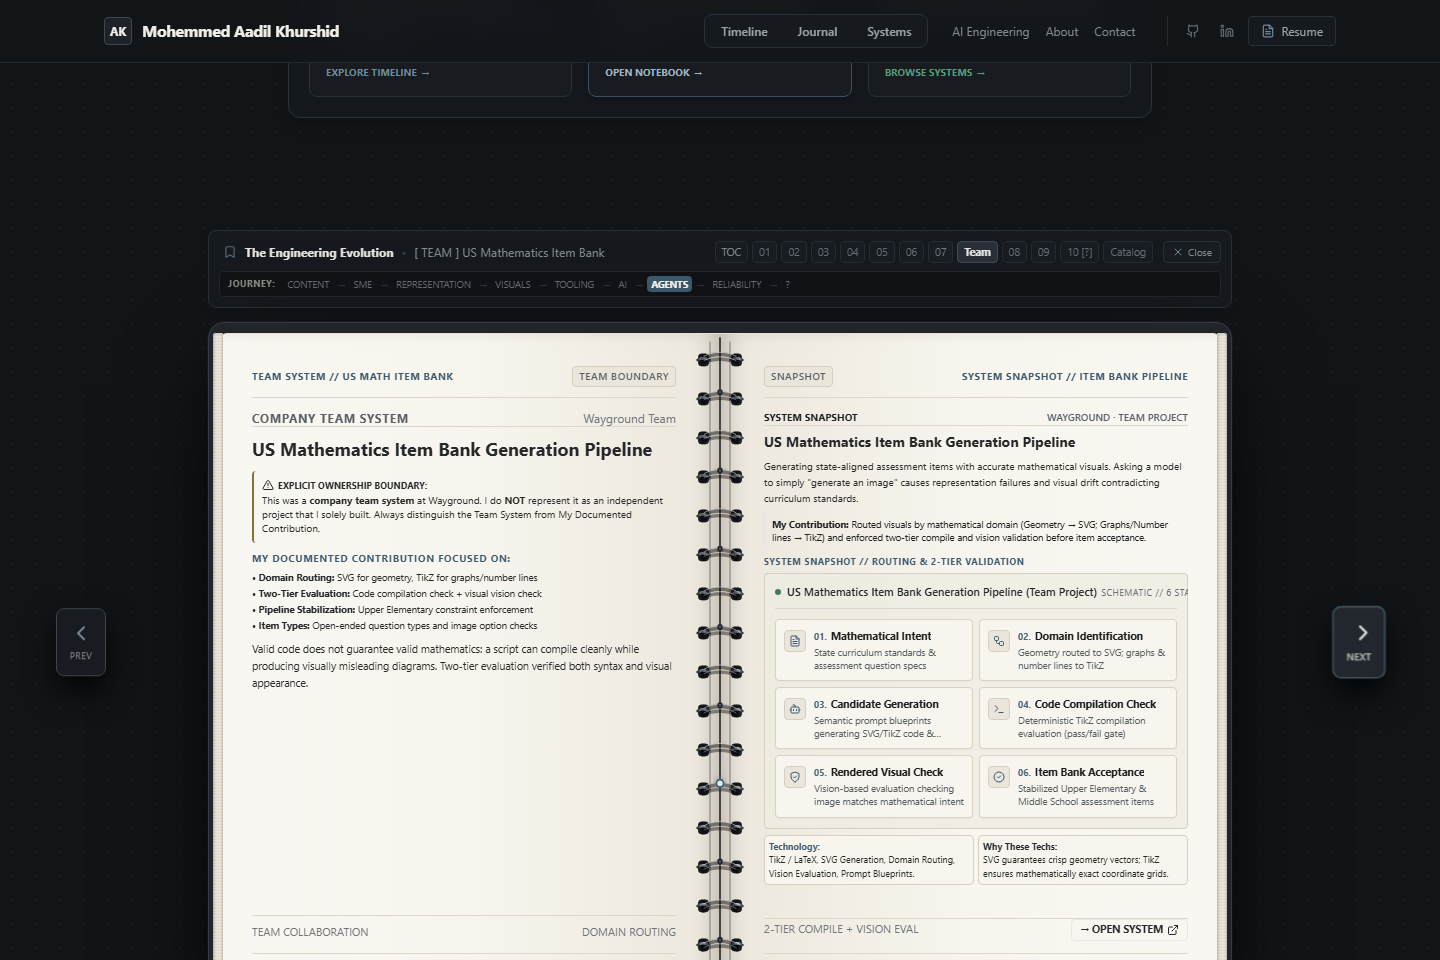 AK Mohemmed Aadil Khurshid
Timeline Journal Systems AI Engineering About Contact Resume
EXPLORE TIMELINE →
OPEN NOTEBOOK →
BROWSE SYSTEMS →
The Engineering Evolution · [ TEAM ] US Mathematics Item Bank
TOC 01 02 03 04 05 06 07 Team 08 09 10 [?] Catalog × Close
JOURNEY: CONTENT → SME → REPRESENTATION → VISUALS → TOOLING → AI → AGENTS → RELIABILITY → ?
TEAM SYSTEM // US MATH ITEM BANK
TEAM BOUNDARY
COMPANY TEAM SYSTEM
Wayground Team
US Mathematics Item Bank Generation Pipeline
EXPLICIT OWNERSHIP BOUNDARY:
This was a company team system at Wayground. I do NOT represent it as an independent
project that I solely built. Always distinguish the Team System from My Documented
Contribution.
MY DOCUMENTED CONTRIBUTION FOCUSED ON:
• Domain Routing: SVG for geometry, TikZ for graphs/number lines
• Two-Tier Evaluation: Code compilation check + visual vision check
• Pipeline Stabilization: Upper Elementary constraint enforcement
• Item Types: Open-ended question types and image option checks
Valid code does not guarantee valid mathematics: a script can compile cleanly while
producing visually misleading diagrams. Two-tier evaluation verified both syntax and visual
appearance.
TEAM COLLABORATION
DOMAIN ROUTING
SNAPSHOT
SYSTEM SNAPSHOT // ITEM BANK PIPELINE
SYSTEM SNAPSHOT
WAYGROUND · TEAM PROJECT
US Mathematics Item Bank Generation Pipeline
Generating state-aligned assessment items with accurate mathematical visuals. Asking a model
to simply "generate an image" causes representation failures and visual drift contradicting
curriculum standards.
My Contribution: Routed visuals by mathematical domain (Geometry → SVG; Graphs/Number
lines → TikZ) and enforced two-tier compile and vision validation before item acceptance.
SYSTEM SNAPSHOT // ROUTING & 2-TIER VALIDATION
US Mathematics Item Bank Generation Pipeline (Team Project) SCHEMATIC // 6 STA
01. Mathematical Intent
State curriculum standards &
assessment question specs
02. Domain Identification
Geometry routed to SVG; graphs &
number lines to TikZ
03. Candidate Generation
Semantic prompt blueprints
generating SVG/TikZ code &...
04. Code Compilation Check
Deterministic TikZ compilation
evaluation (pass/fail gate)
05. Rendered Visual Check
Vision-based evaluation checking
image matches mathematical intent
06. Item Bank Acceptance
Stabilized Upper Elementary &
Middle School assessment items
Technology:
TikZ / LaTeX, SVG Generation, Domain Routing,
Vision Evaluation, Prompt Blueprints.
Why These Techs:
SVG guarantees crisp geometry vectors; TikZ
ensures mathematically exact coordinate grids.
2-TIER COMPILE + VISION EVAL
→ OPEN SYSTEM
PREV
NEXT